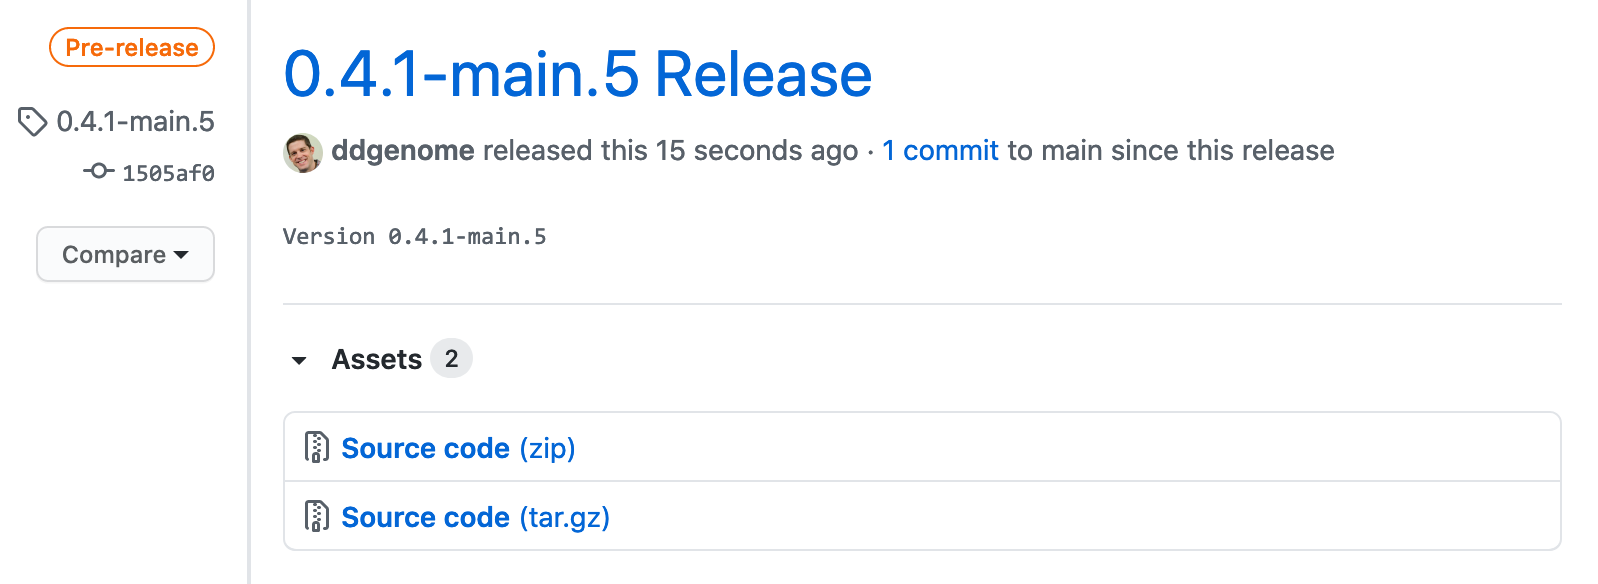 Pre-release
0.4.1-main.5
1505af0
Compare
0.4.1-main.5 Release
ddgenome released this 15 seconds ago · 1 commit to main since this release
Version 0.4.1-main.5
Assets 2
Source code (zip)
Source code (tar.gz)